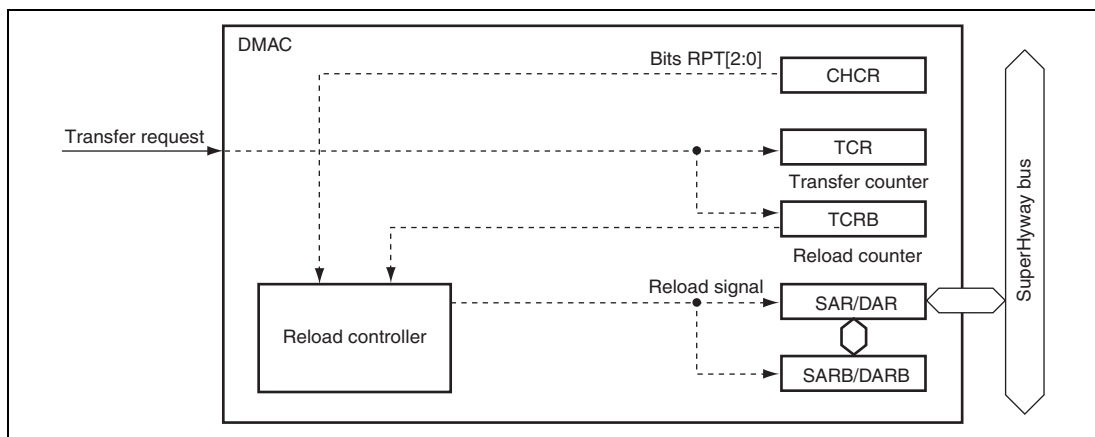 DMAC
Bits RPT[2:0]
CHCR
Transfer request
TCR
Transfer counter
TCRB
Reload counter
Reload signal
SAR/DAR
Reload controller
SARB/DARB
SuperHyway bus